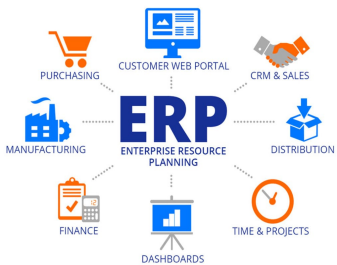 CUSTOMER WEB PORTAL
PURCHASING
CRM & SALES
ERP
ENTERPRISE RESOURCE
PLANNING
MANUFACTURING
DISTRIBUTION
FINANCE
TIME & PROJECTS
DASHBOARDS